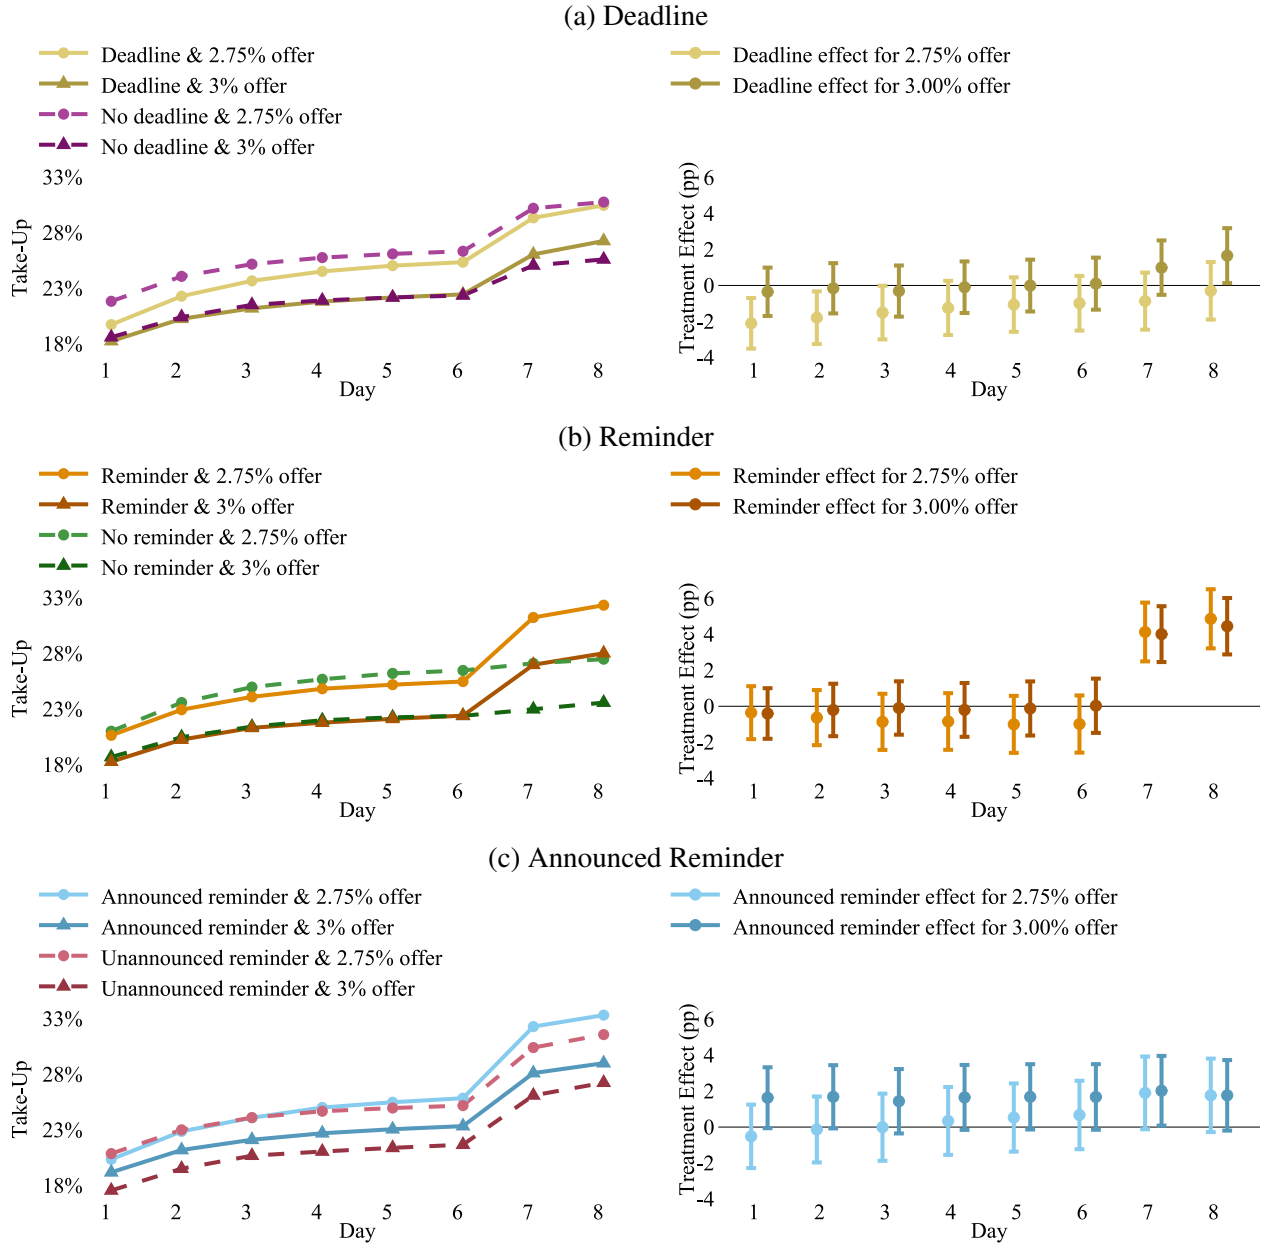 (a) Deadline
Deadline & 2.75% offer
Deadline & 3% offer
No deadline & 2.75% offer
No deadline & 3% offer
33%
28%
23%
18%
Take-Up
1 2 3 4 5 6 7 8
Day
Deadline effect for 2.75% offer
Deadline effect for 3.00% offer
6
4
2
0
-2
-4
Treatment Effect (pp)
1 2 3 4 5 6 7 8
Day
(b) Reminder
Reminder & 2.75% offer
Reminder & 3% offer
No reminder & 2.75% offer
No reminder & 3% offer
33%
28%
23%
18%
Take-Up
1 2 3 4 5 6 7 8
Day
Reminder effect for 2.75% offer
Reminder effect for 3.00% offer
6
4
2
0
-2
-4
Treatment Effect (pp)
1 2 3 4 5 6 7 8
Day
(c) Announced Reminder
Announced reminder & 2.75% offer
Announced reminder & 3% offer
Unannounced reminder & 2.75% offer
Unannounced reminder & 3% offer
33%
28%
23%
18%
Take-Up
1 2 3 4 5 6 7 8
Day
Announced reminder effect for 2.75% offer
Announced reminder effect for 3.00% offer
6
4
2
0
-2
-4
Treatment Effect (pp)
1 2 3 4 5 6 7 8
Day